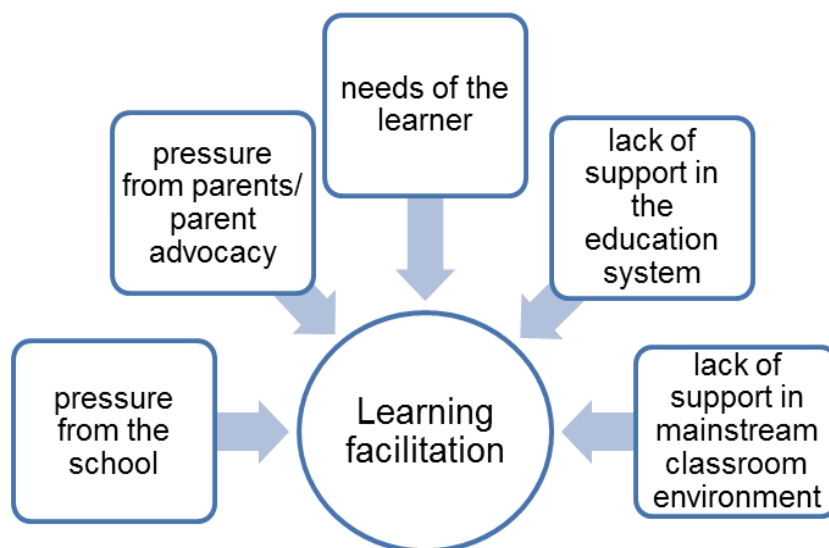 needs of the
learner
pressure
from parents/
parent
advocacy
lack of
support in
the
education
system
pressure
from the
school
Learning
facilitation
lack of
support in
mainstream
classroom
environment